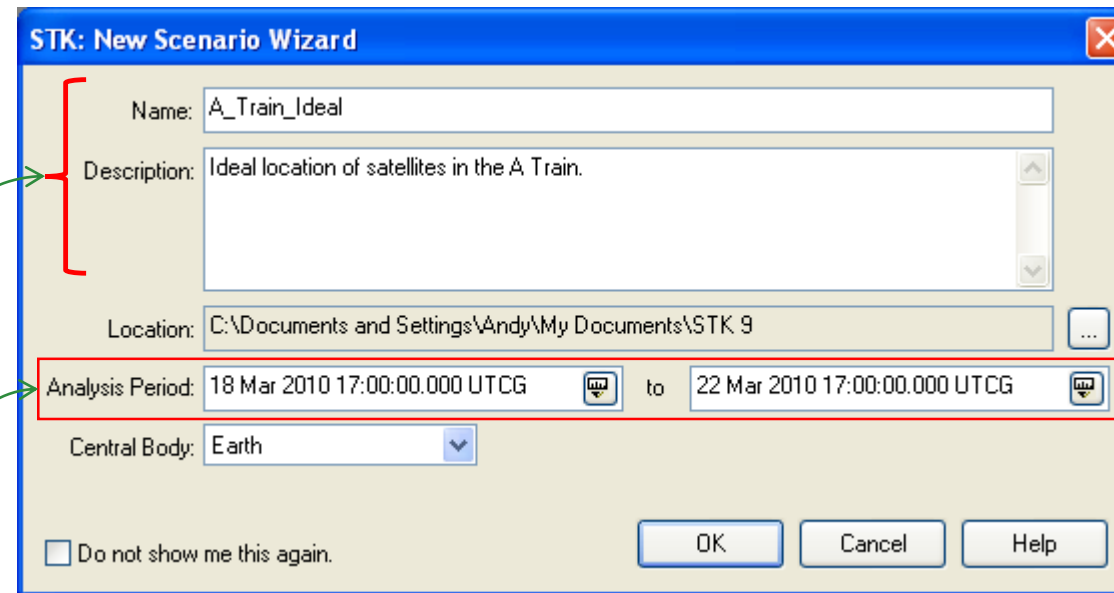 STK: New Scenario Wizard
Name: A_Train_Ideal
Description: Ideal location of satellites in the A Train.
Location: C:\Documents and Settings\Andy\My Documents\STK 9 ...
Analysis Period: 18 Mar 2010 17:00:00.000 UTCG to 22 Mar 2010 17:00:00.000 UTCG
Central Body: Earth
Do not show me this again. OK Cancel Help